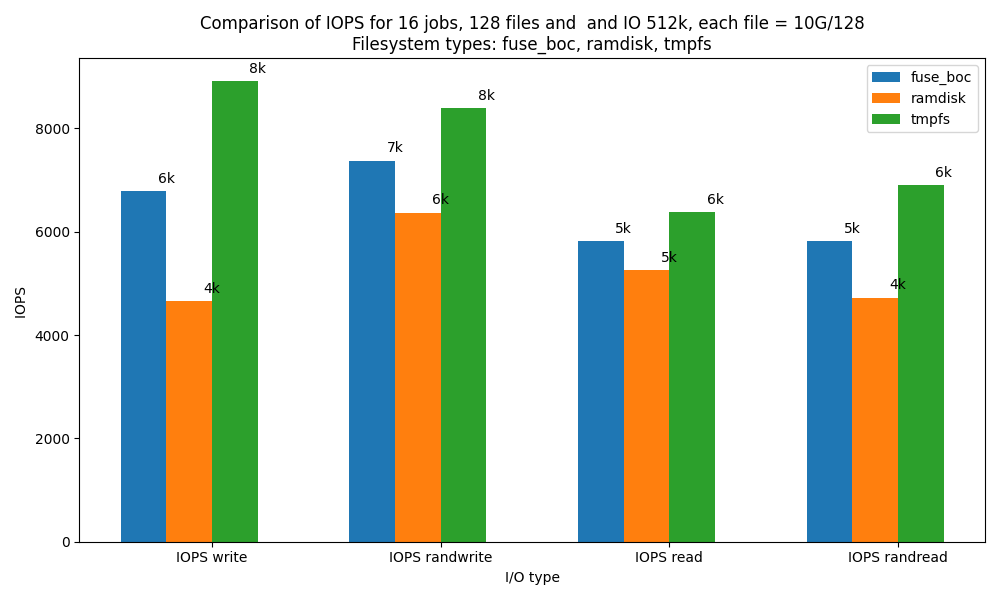 Comparison of IOPS for 16 jobs, 128 files and  and IO 512k, each file = 10G/128
Filesystem types: fuse_boc, ramdisk, tmpfs
fuse_boc
ramdisk
tmpfs
8k
8k
7k
6k
6k
4k
5k
5k
6k
5k
4k
6k
8000
6000
4000
2000
0
IOPS
IOPS write
IOPS randwrite
IOPS read
IOPS randread
I/O type